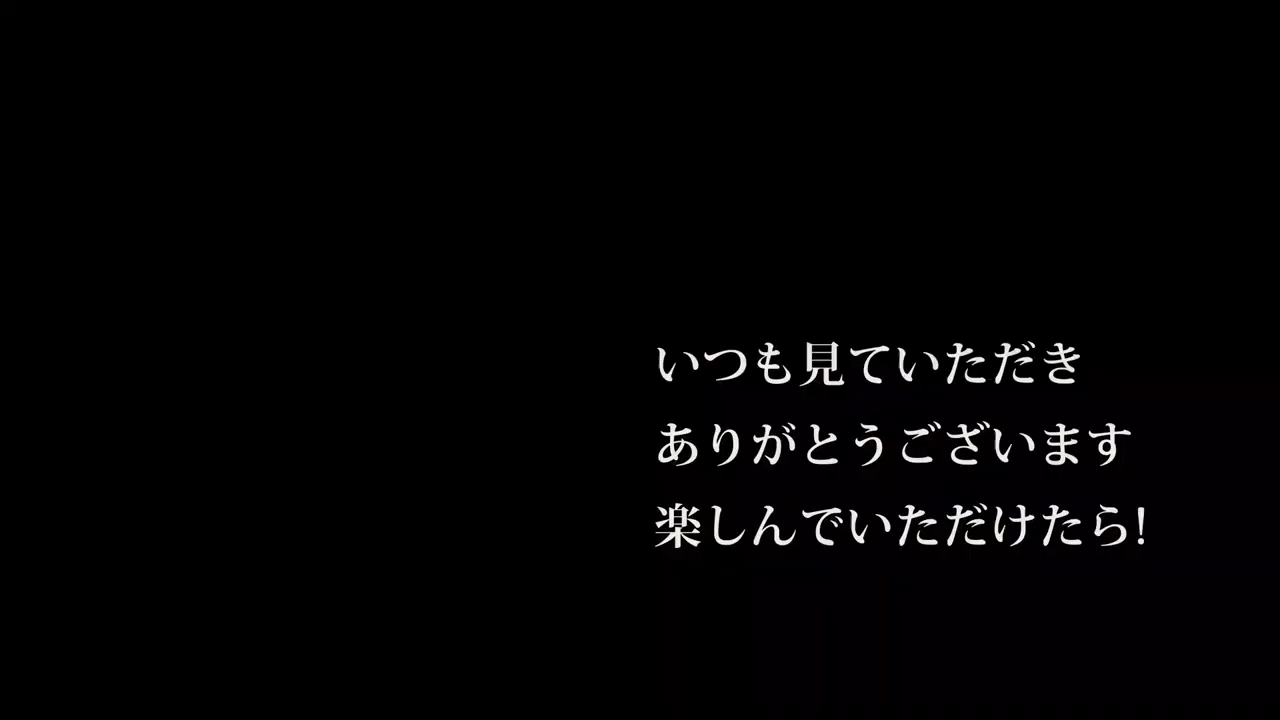 いつも見ていただき
ありがとうございます
楽しんでいただけたら!